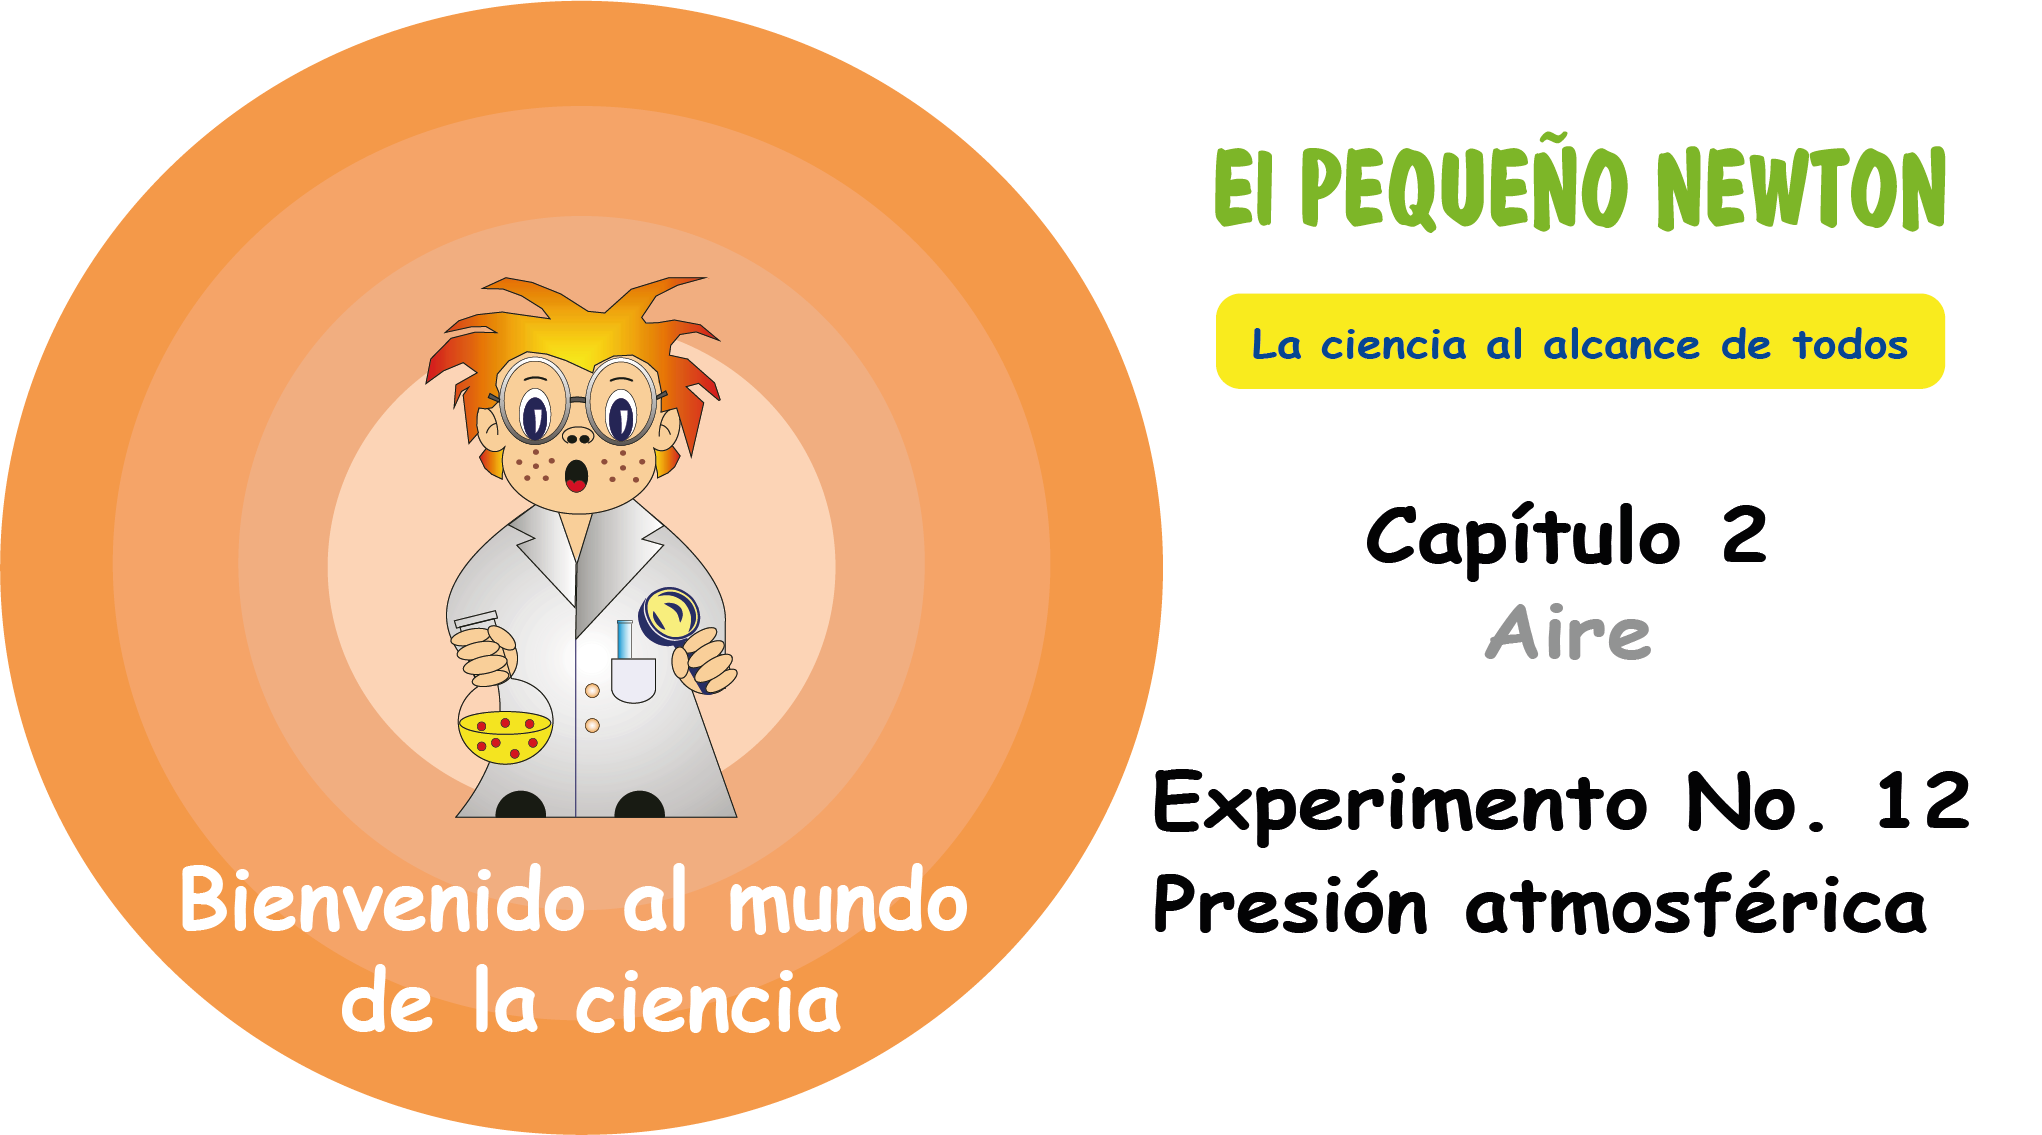 El PEQUEÑO NEWTON
La ciencia al alcance de todos
Capítulo 2
Aire
Experimento No. 12
Presión atmosférica
Bienvenido al mundo
de la ciencia